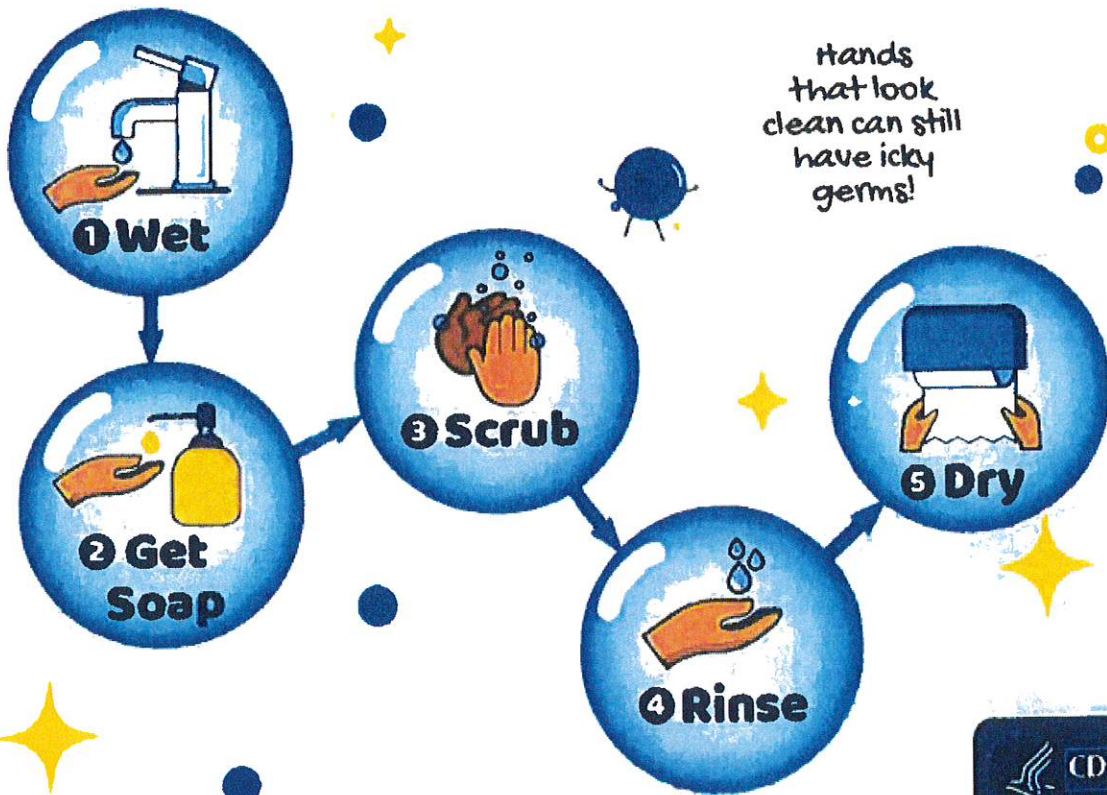 Hands
that look
clean can still
have icky
germs!
1 Wet
2 Get
Soap
3 Scrub
4 Rinse
5 Dry